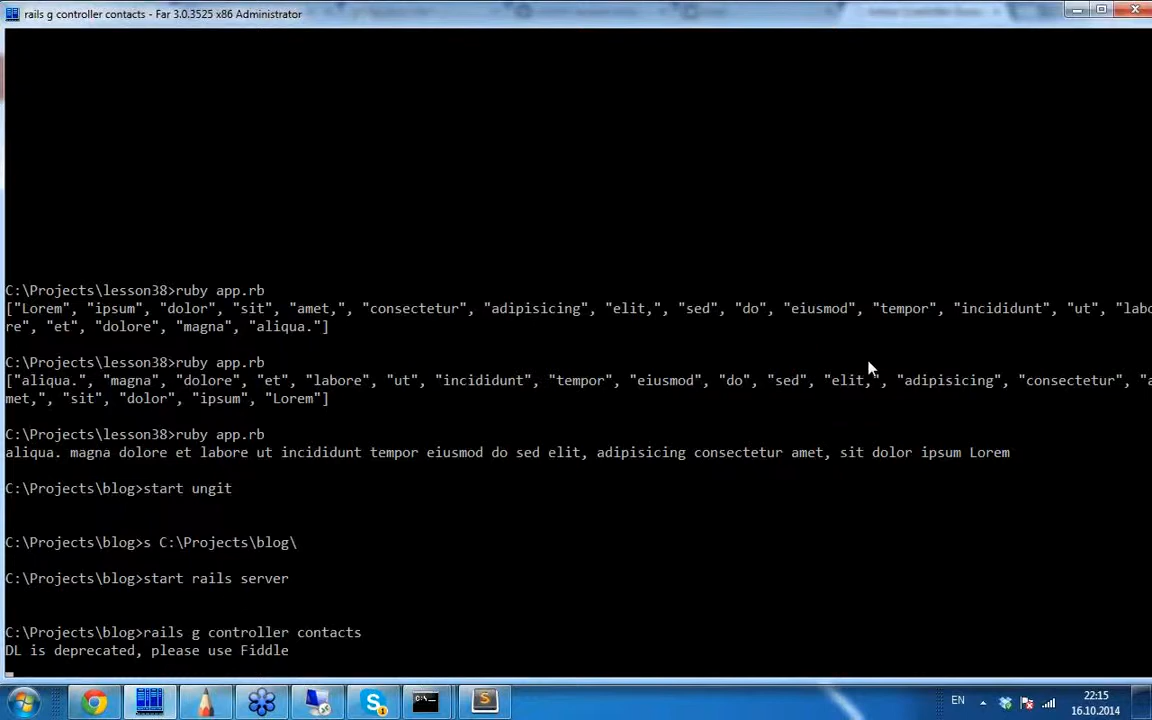 rails g controller contacts - Far 3.0.3525 x86 Administrator
C:\Projects\lesson38>ruby app.rb
["Lorem", "ipsum", "dolor", "sit", "amet,", "consectetur", "adipisicing", "elit,", "sed", "do", "eiusmod", "tempor", "incididunt", "ut", "labo
re", "et", "dolore", "magna", "aliqua."]
C:\Projects\lesson38>ruby app.rb
["aliqua.", "magna", "dolore", "et", "labore", "ut", "incididunt", "tempor", "eiusmod", "do", "sed", "elit,", "adipisicing", "consectetur", "a
met,", "sit", "dolor", "ipsum", "Lorem"]
C:\Projects\lesson38>ruby app.rb
aliqua. magna dolore et labore ut incididunt tempor eiusmod do sed elit, adipisicing consectetur amet, sit dolor ipsum Lorem
C:\Projects\blog>start ungit
C:\Projects\blog>s C:\Projects\blog\
C:\Projects\blog>start rails server
C:\Projects\blog>rails g controller contacts
DL is deprecated, please use Fiddle
EN
22:15
16.10.2014